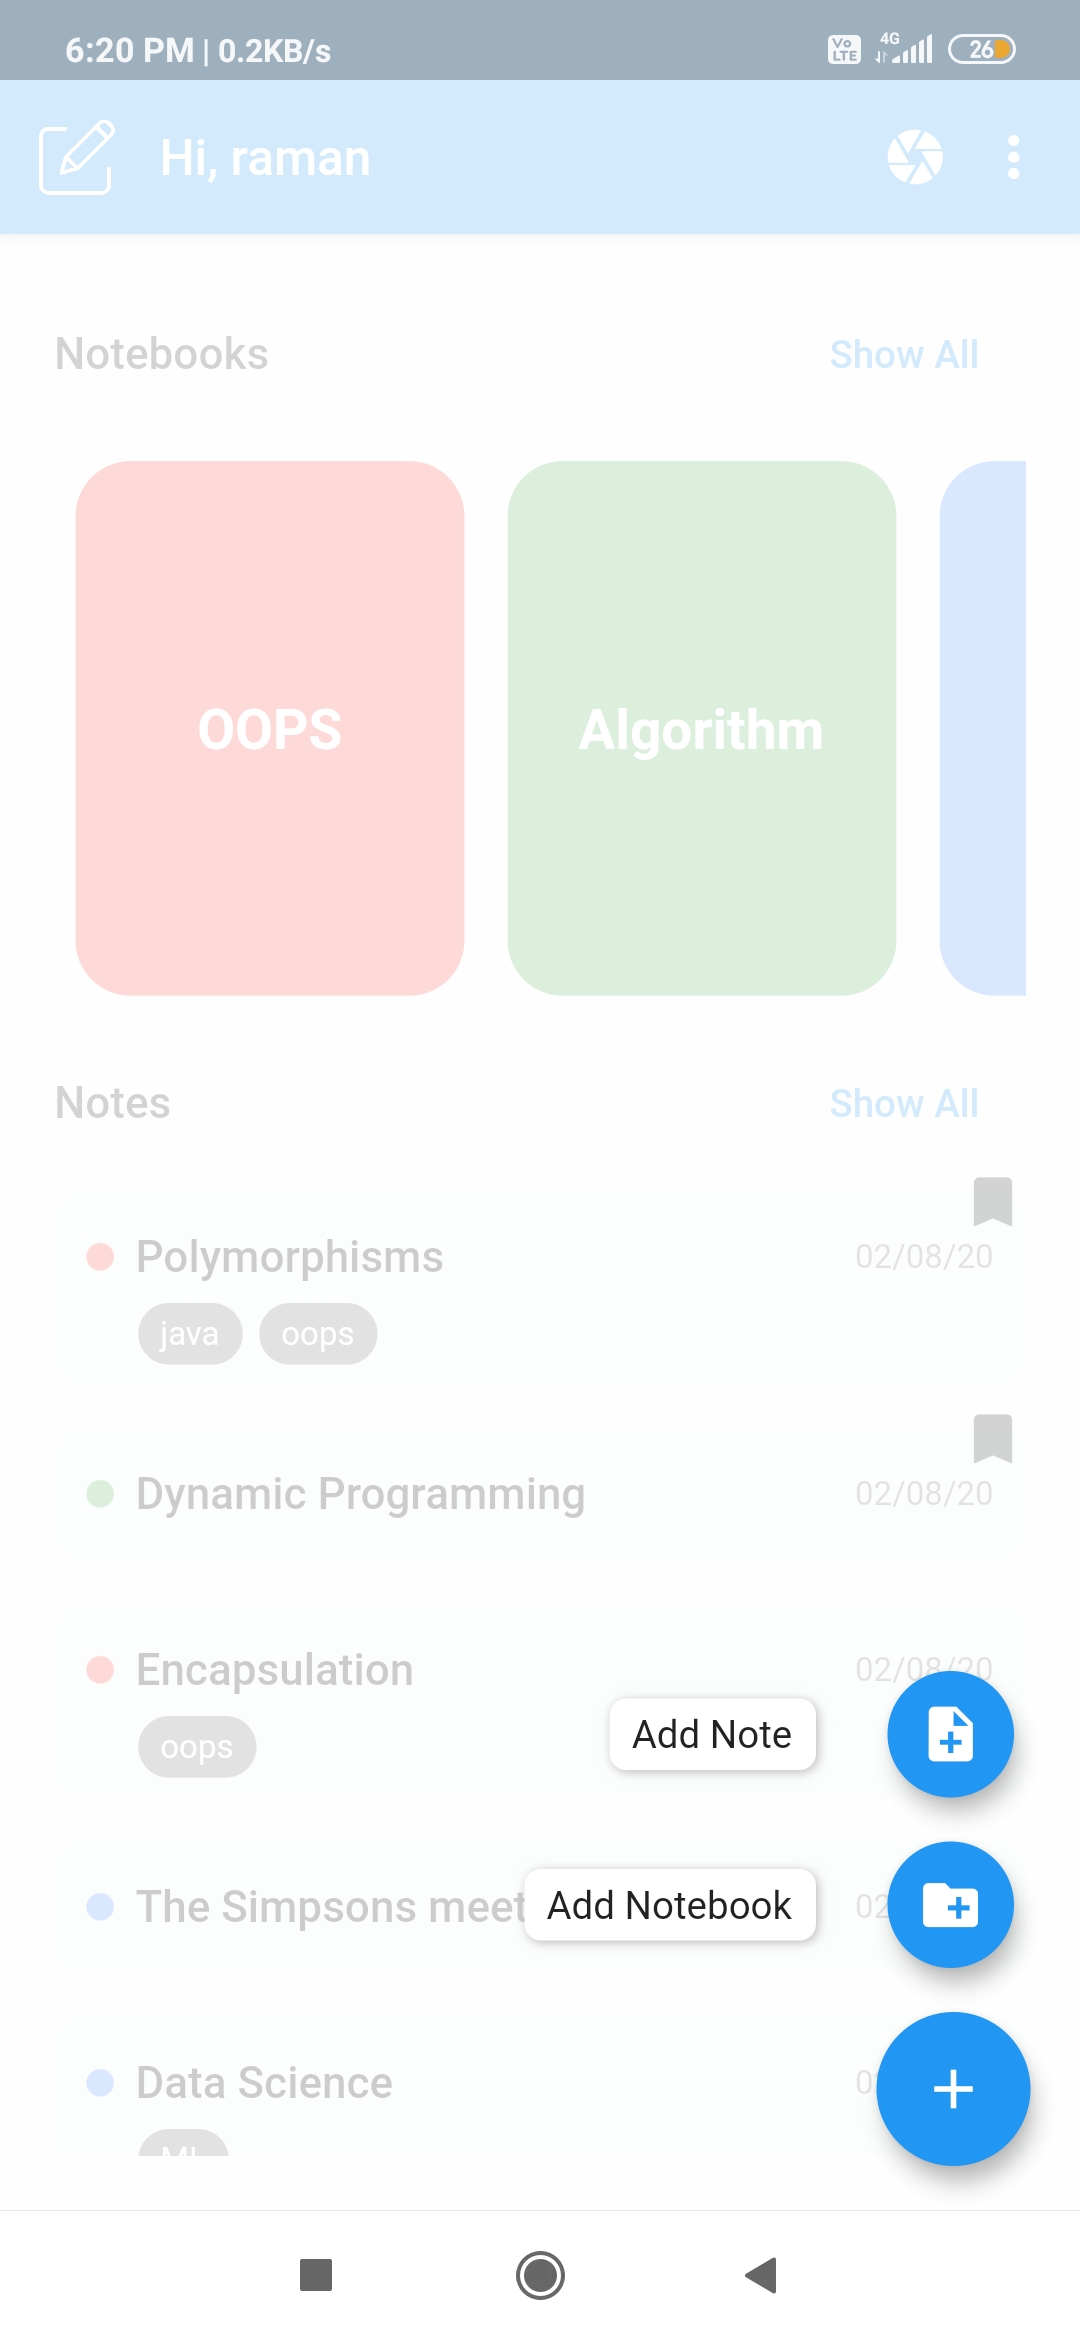 6:20 PM | 0.2KB/s
Vo LTE 4G 26
Hi, raman
Notebooks Show All
OOPS Algorithm
Notes Show All
Polymorphisms 02/08/20
java oops
Dynamic Programming 02/08/20
Encapsulation 02/08/20
oops
Add Note
The Simpsons meet 02
Add Notebook
Data Science